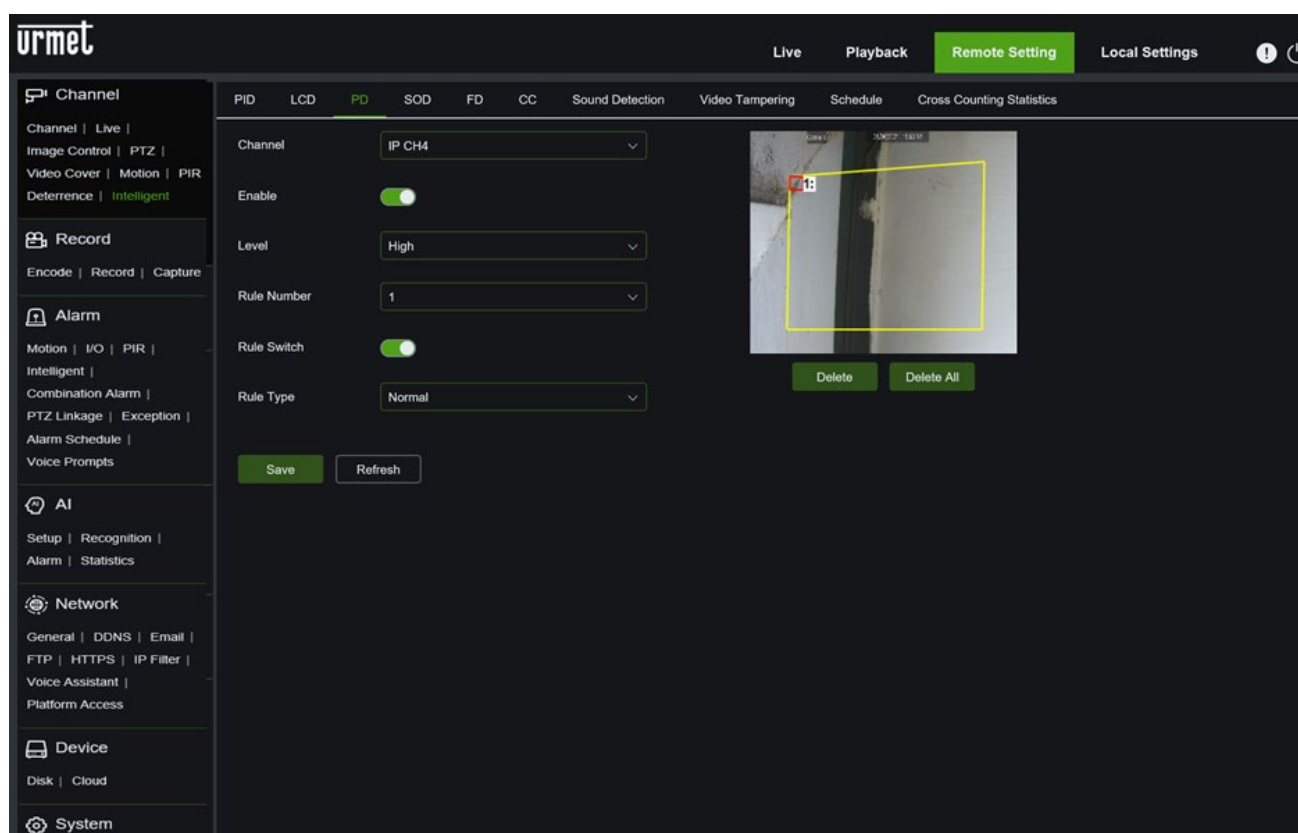 urmet
Live Playback Remote Setting Local Settings
Channel
Channel | Live |
Image Control | PTZ |
Video Cover | Motion | PIR
Deterrence | Intelligent
Record
Encode | Record | Capture
Alarm
Motion | I/O | PIR |
Intelligent |
Combination Alarm |
PTZ Linkage | Exception |
Alarm Schedule |
Voice Prompts
AI
Setup | Recognition |
Alarm | Statistics
Network
General | DDNS | Email |
FTP | HTTPS | IP Filter |
Voice Assistant |
Platform Access
Device
Disk | Cloud
System
PID LCD PD SOD FD CC Sound Detection Video Tampering Schedule Cross Counting Statistics
Channel IP CH4
Enable
Level High
Rule Number 1
Rule Switch
Rule Type Normal
Save Refresh
1:
Delete Delete All